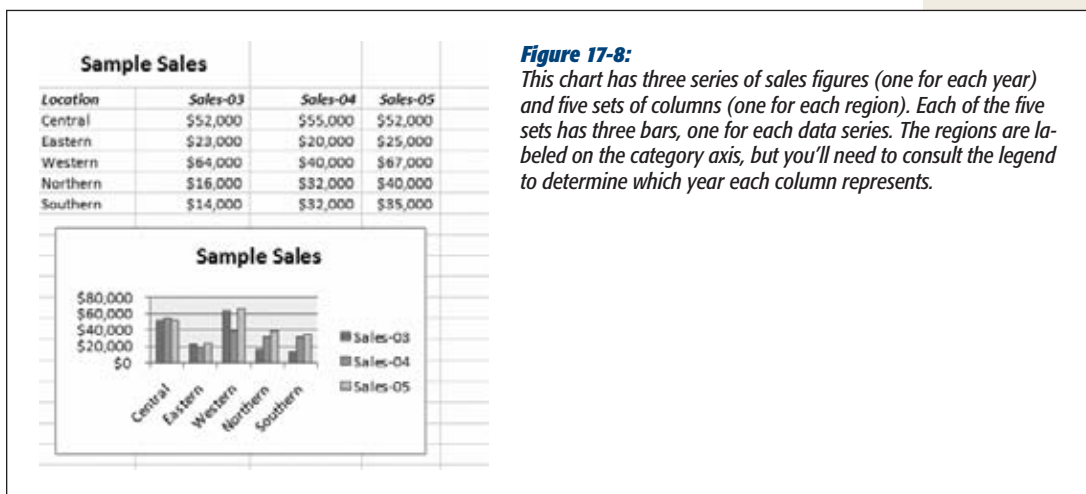 Sample Sales
Location Sales-03 Sales-04 Sales-05
Central $52,000 $55,000 $52,000
Eastern $23,000 $20,000 $25,000
Western $64,000 $40,000 $67,000
Northern $16,000 $32,000 $40,000
Southern $14,000 $32,000 $35,000
Sample Sales
$80,000
$60,000
$40,000
$20,000
$0
Central
Eastern
Western
Northern
Southern
Sales-03
Sales-04
Sales-05
Figure 17-8:
This chart has three series of sales figures (one for each year)
and five sets of columns (one for each region). Each of the five
sets has three bars, one for each data series. The regions are la-
beled on the category axis, but you’ll need to consult the legend
to determine which year each column represents.